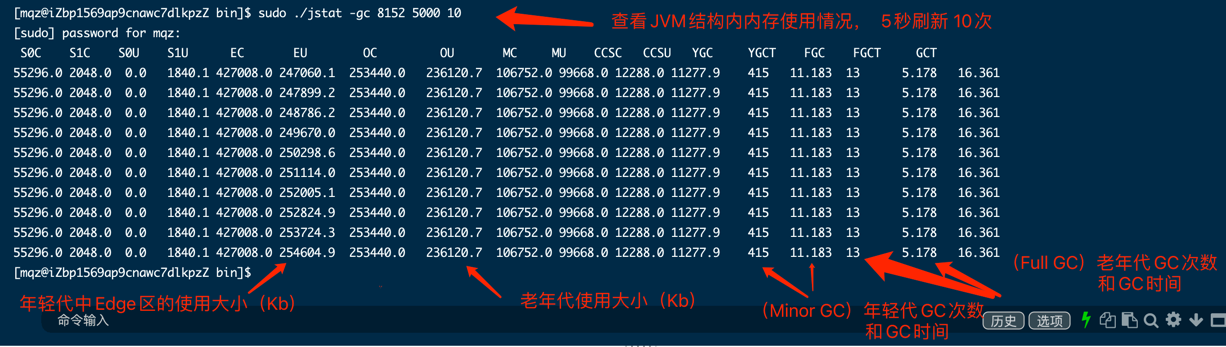 [mqz@iZbp1569ap9cnawc7dlkpzZ bin]$ sudo ./jstat -gc 8152 5000 10
查看JVM结构内内存使用情况， 5秒刷新 10次
[sudo] password for mqz:
S0C S1C S0U S1U EC EU OC OU MC MU CCSC CCSU YGC YGCT FGC FGCT GCT
55296.0 2048.0 0.0 1840.1 427008.0 247060.1 253440.0 236120.7 106752.0 99668.0 12288.0 11277.9 415 11.183 13 5.178 16.361
55296.0 2048.0 0.0 1840.1 427008.0 247899.2 253440.0 236120.7 106752.0 99668.0 12288.0 11277.9 415 11.183 13 5.178 16.361
55296.0 2048.0 0.0 1840.1 427008.0 248786.2 253440.0 236120.7 106752.0 99668.0 12288.0 11277.9 415 11.183 13 5.178 16.361
55296.0 2048.0 0.0 1840.1 427008.0 249670.0 253440.0 236120.7 106752.0 99668.0 12288.0 11277.9 415 11.183 13 5.178 16.361
55296.0 2048.0 0.0 1840.1 427008.0 250298.6 253440.0 236120.7 106752.0 99668.0 12288.0 11277.9 415 11.183 13 5.178 16.361
55296.0 2048.0 0.0 1840.1 427008.0 251114.0 253440.0 236120.7 106752.0 99668.0 12288.0 11277.9 415 11.183 13 5.178 16.361
55296.0 2048.0 0.0 1840.1 427008.0 252005.1 253440.0 236120.7 106752.0 99668.0 12288.0 11277.9 415 11.183 13 5.178 16.361
55296.0 2048.0 0.0 1840.1 427008.0 252824.9 253440.0 236120.7 106752.0 99668.0 12288.0 11277.9 415 11.183 13 5.178 16.361
55296.0 2048.0 0.0 1840.1 427008.0 253724.3 253440.0 236120.7 106752.0 99668.0 12288.0 11277.9 415 11.183 13 5.178 16.361
55296.0 2048.0 0.0 1840.1 427008.0 254604.9 253440.0 236120.7 106752.0 99668.0 12288.0 11277.9 415 11.183 13 5.178 16.361
[mqz@iZbp1569ap9cnawc7dlkpzZ bin]$
（Full GC）老年代GC次数
和GC时间
年轻代中Edge区的使用大小（Kb）
老年代使用大小（Kb）
（Minor GC）年轻代GC次数
和GC时间
命令输入
历史
选项